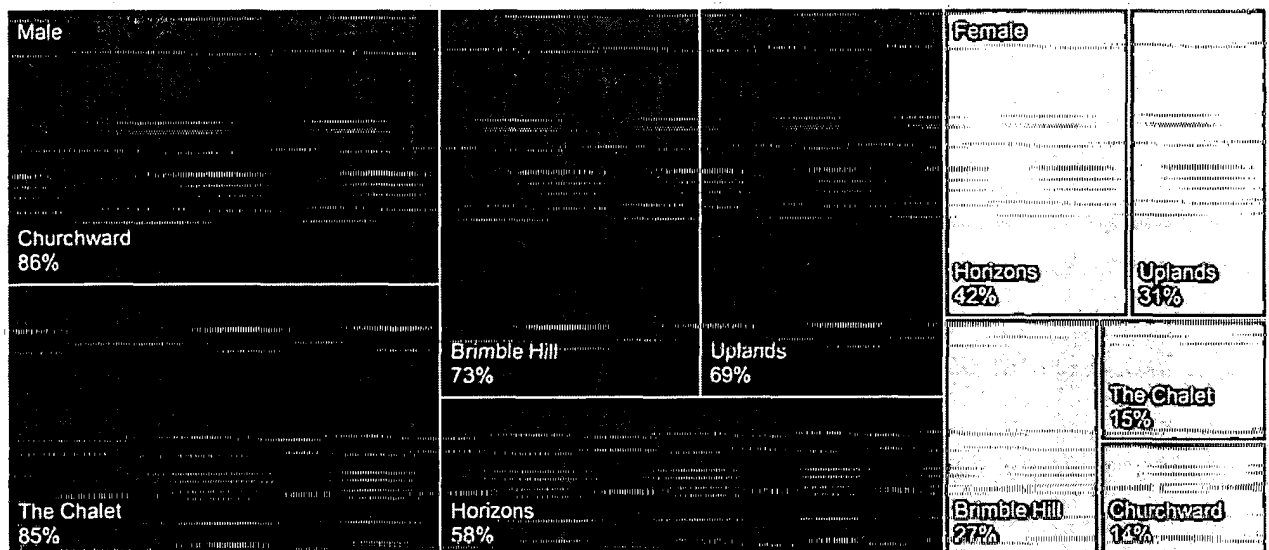 Male
Churchward
86%
The Chalet
85%
Brimble Hill
73%
Uplands
69%
Horizons
58%
Female
Horizons
42%
Uplands
31%
Brimble Hill
27%
The Chalet
15%
Churchward
14%